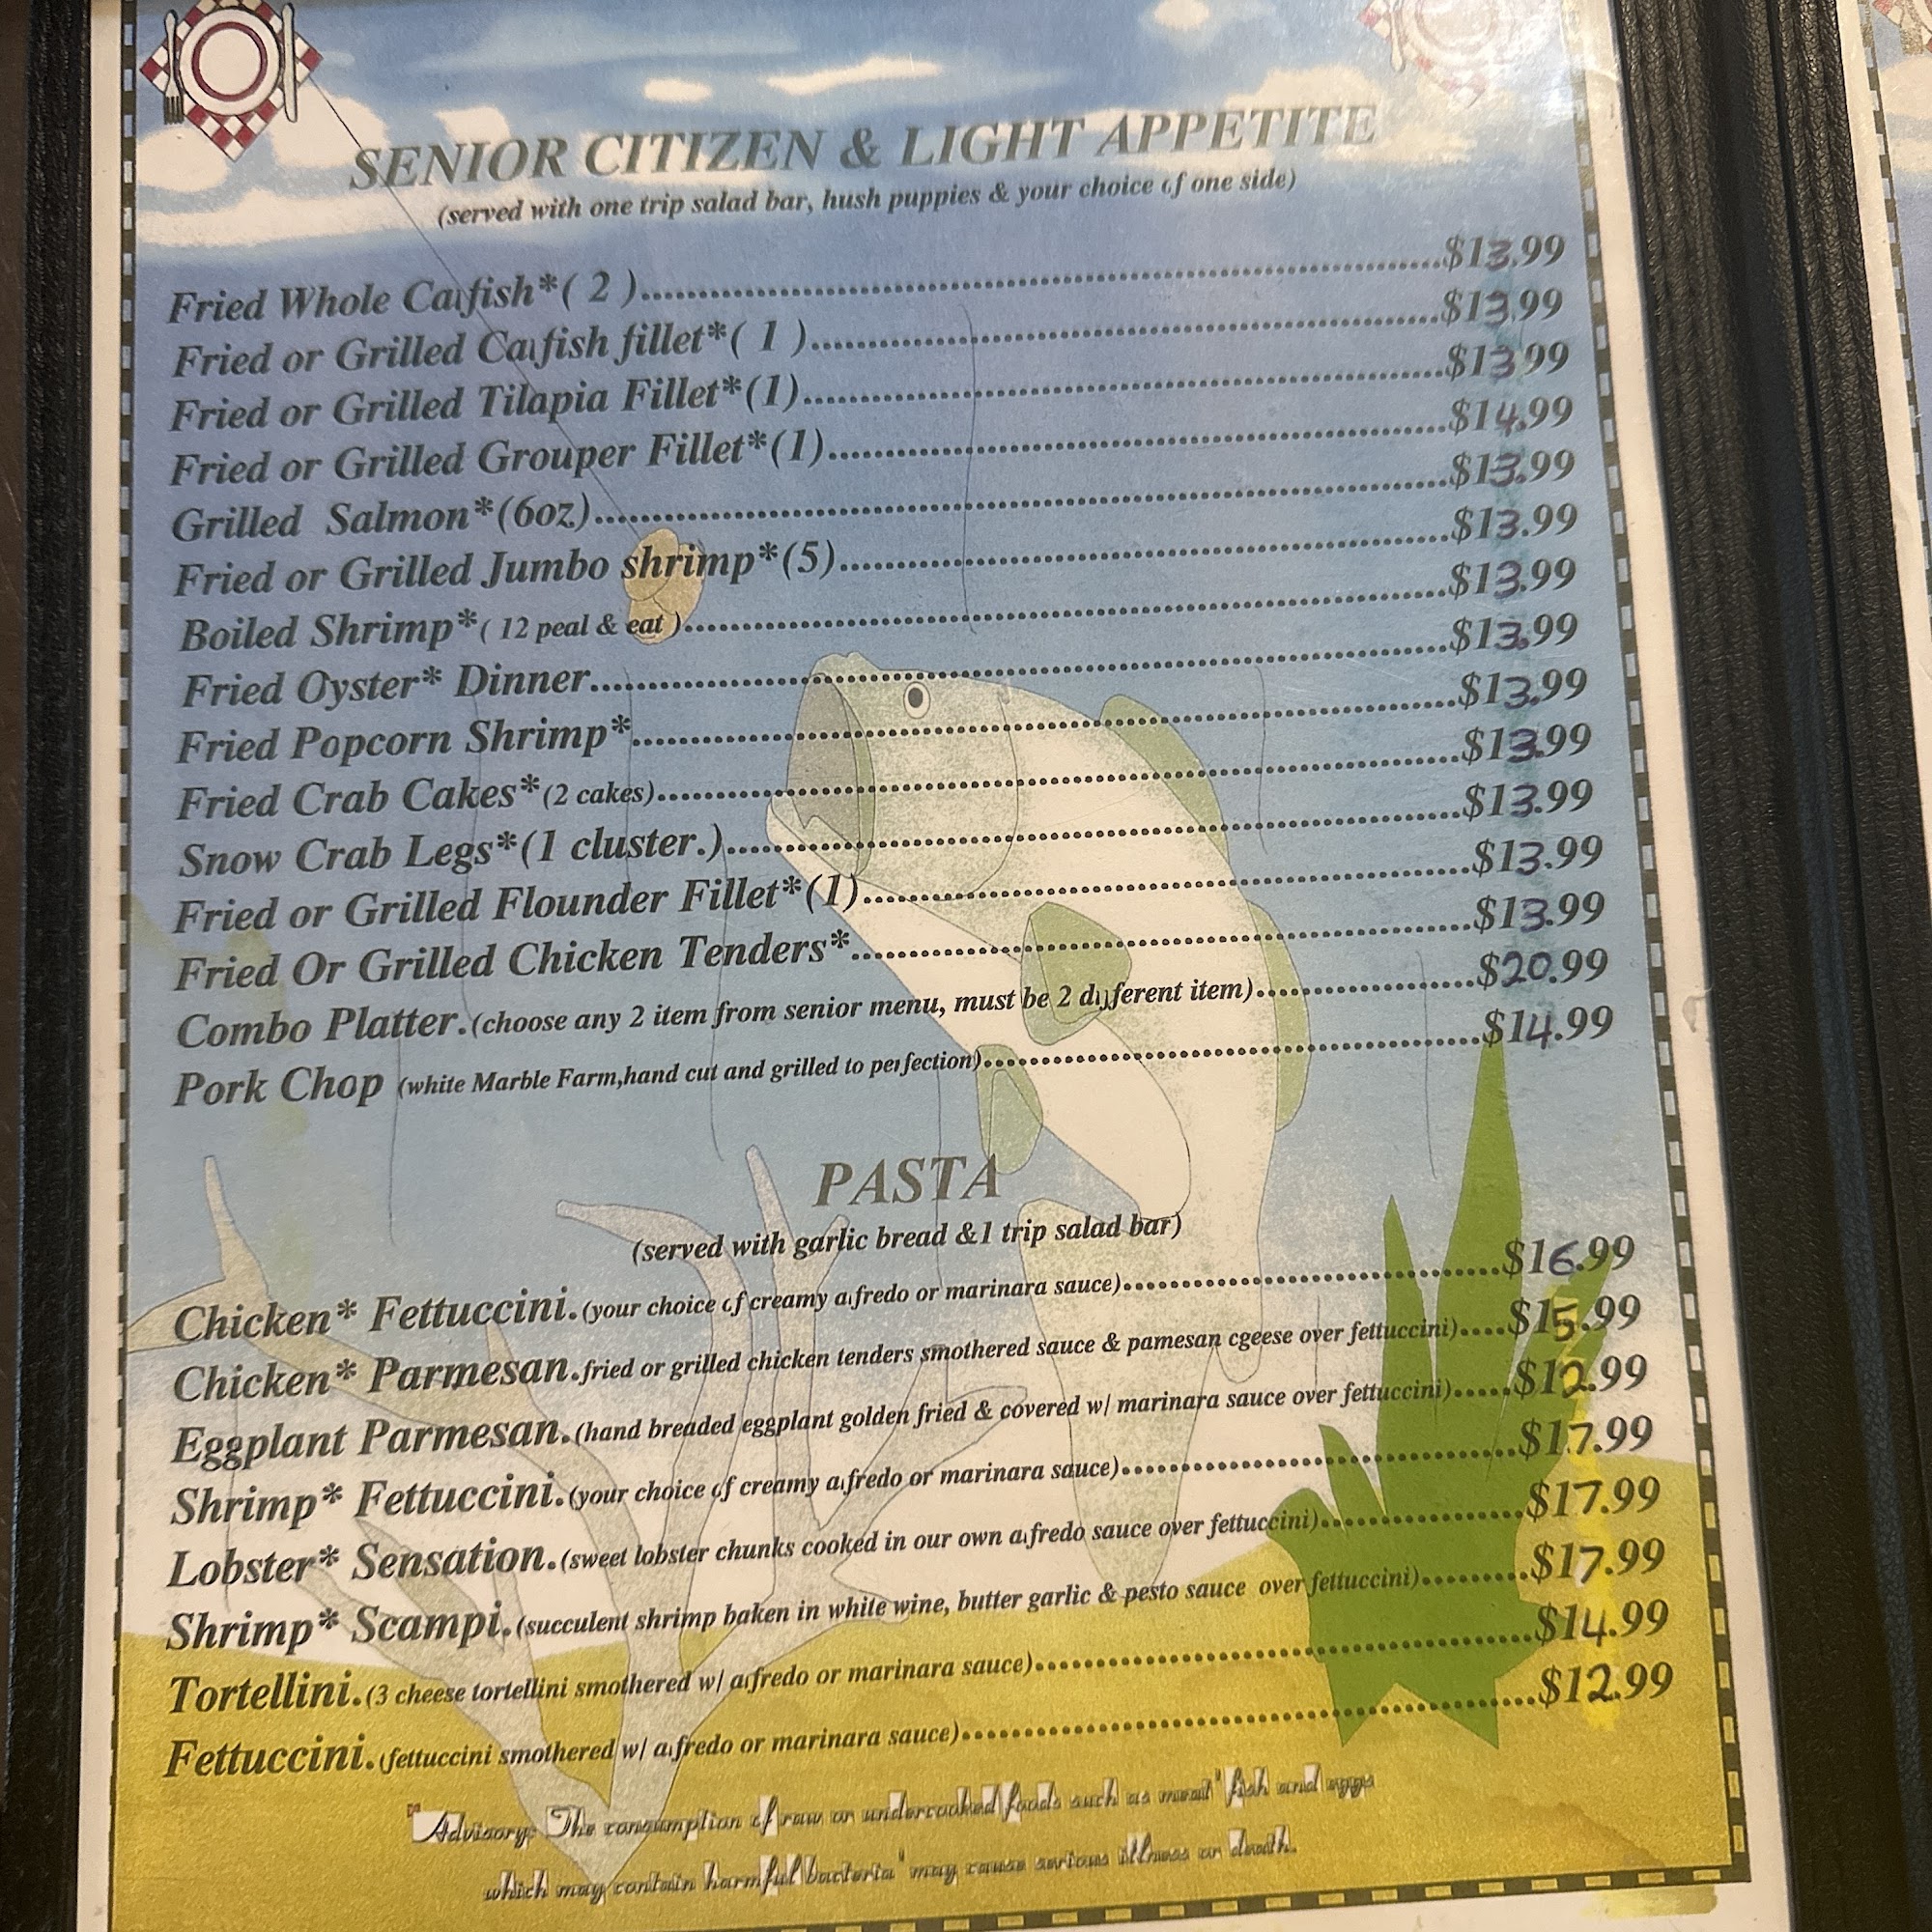 SENIOR CITIZEN & LIGHT APPETITE
(served with one trip salad bar, hush puppies & your choice of one side)
Fried Whole Catfish*( 2 )..........$13.99
Fried or Grilled Catfish fillet*( 1 )..........$13.99
Fried or Grilled Tilapia Fillet*(1)..........$13.99
Fried or Grilled Grouper Fillet*(1)..........$14.99
Grilled Salmon*(6oz)..........$13.99
Fried or Grilled Jumbo shrimp*(5)..........$13.99
Boiled Shrimp*( 12 peal & eat )..........$13.99
Fried Oyster* Dinner..........$13.99
Fried Popcorn Shrimp*..........$13.99
Fried Crab Cakes*(2 cakes)..........$13.99
Snow Crab Legs*(1 cluster.)..........$13.99
Fried or Grilled Flounder Fillet*(1)..........$13.99
Fried Or Grilled Chicken Tenders*..........$13.99
Combo Platter.(choose any 2 item from senior menu, must be 2 different item)..........$20.99
Pork Chop (white Marble Farm,hand cut and grilled to perfection)..........$14.99
PASTA
(served with garlic bread &1 trip salad bar)
Chicken* Fettuccini.(your choice of creamy alfredo or marinara sauce)..........$16.99
Chicken* Parmesan.fried or grilled chicken tenders smothered sauce & pamesan cgeese over fettuccini)....$15.99
Eggplant Parmesan.(hand breaded eggplant golden fried & covered w/ marinara sauce over fettuccini).....$12.99
Shrimp* Fettuccini.(your choice of creamy alfredo or marinara sauce)..........$17.99
Lobster* Sensation.(sweet lobster chunks cooked in our own alfredo sauce over fettuccini)..........$17.99
Shrimp* Scampi.(succulent shrimp baken in white wine, butter garlic & pesto sauce over fettuccini)..........$17.99
Tortellini.(3 cheese tortellini smothered w/ alfredo or marinara sauce)..........$14.99
Fettuccini.(fettuccini smothered w/ alfredo or marinara sauce)..........$12.99
"Advisory: The consumption of raw or undercooked foods such as meat' fish and eggs
which may contain harmful bacteria' may cause serious illness or death.